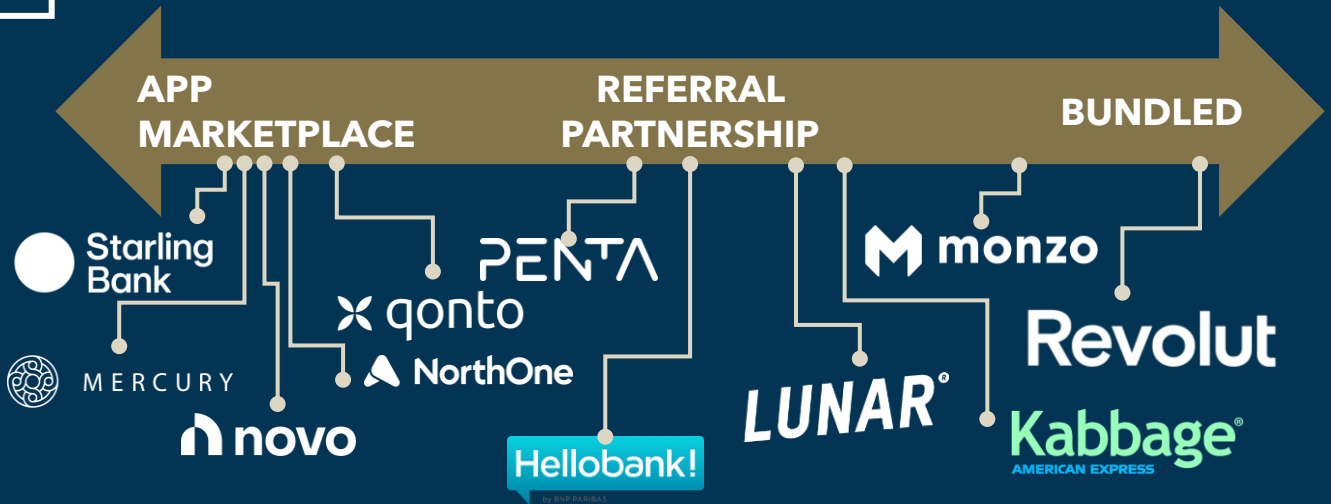 APP
MARKETPLACE
REFERRAL
PARTNERSHIP
BUNDLED
Starling
Bank
MERCURY
novo
qonto
NorthOne
PENTA
Hellobank!
by BNP PARIBAS
LUNAR®
monzo
Revolut
Kabbage®
AMERICAN EXPRESS